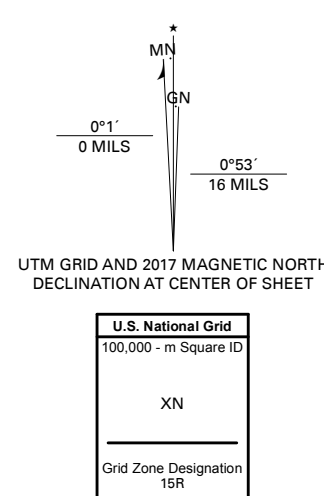 ★
MN
GN
0°1´
0 MILS
0°53´
16 MILS
UTM GRID AND 2017 MAGNETIC NORTH
DECLINATION AT CENTER OF SHEET
U.S. National Grid
100,000 - m Square ID
XN
Grid Zone Designation
15R